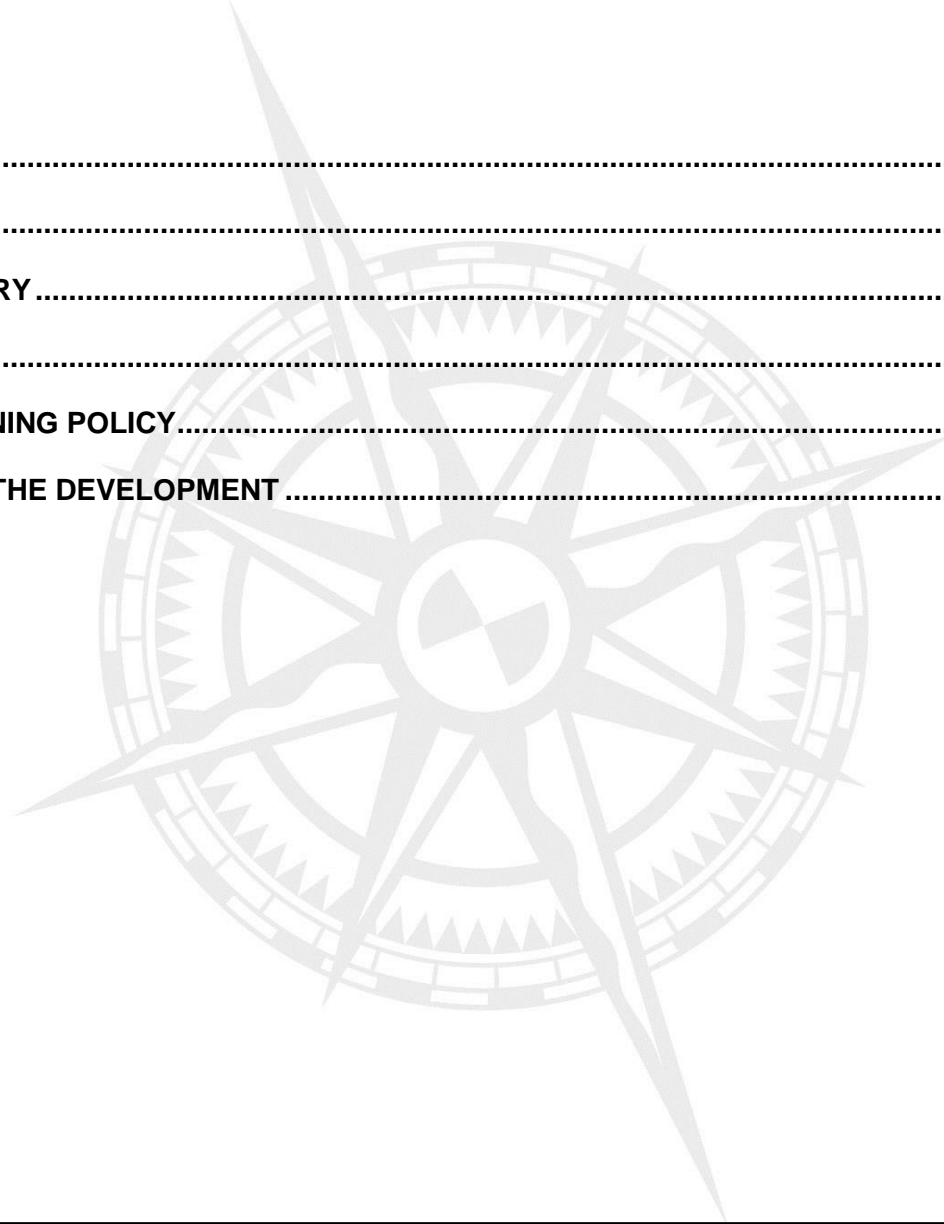 ....................................................................................................................
....................................................................................................................
RY....................................................................................................................
....................................................................................................................
NING POLICY............................................................................................
THE DEVELOPMENT................................................................................